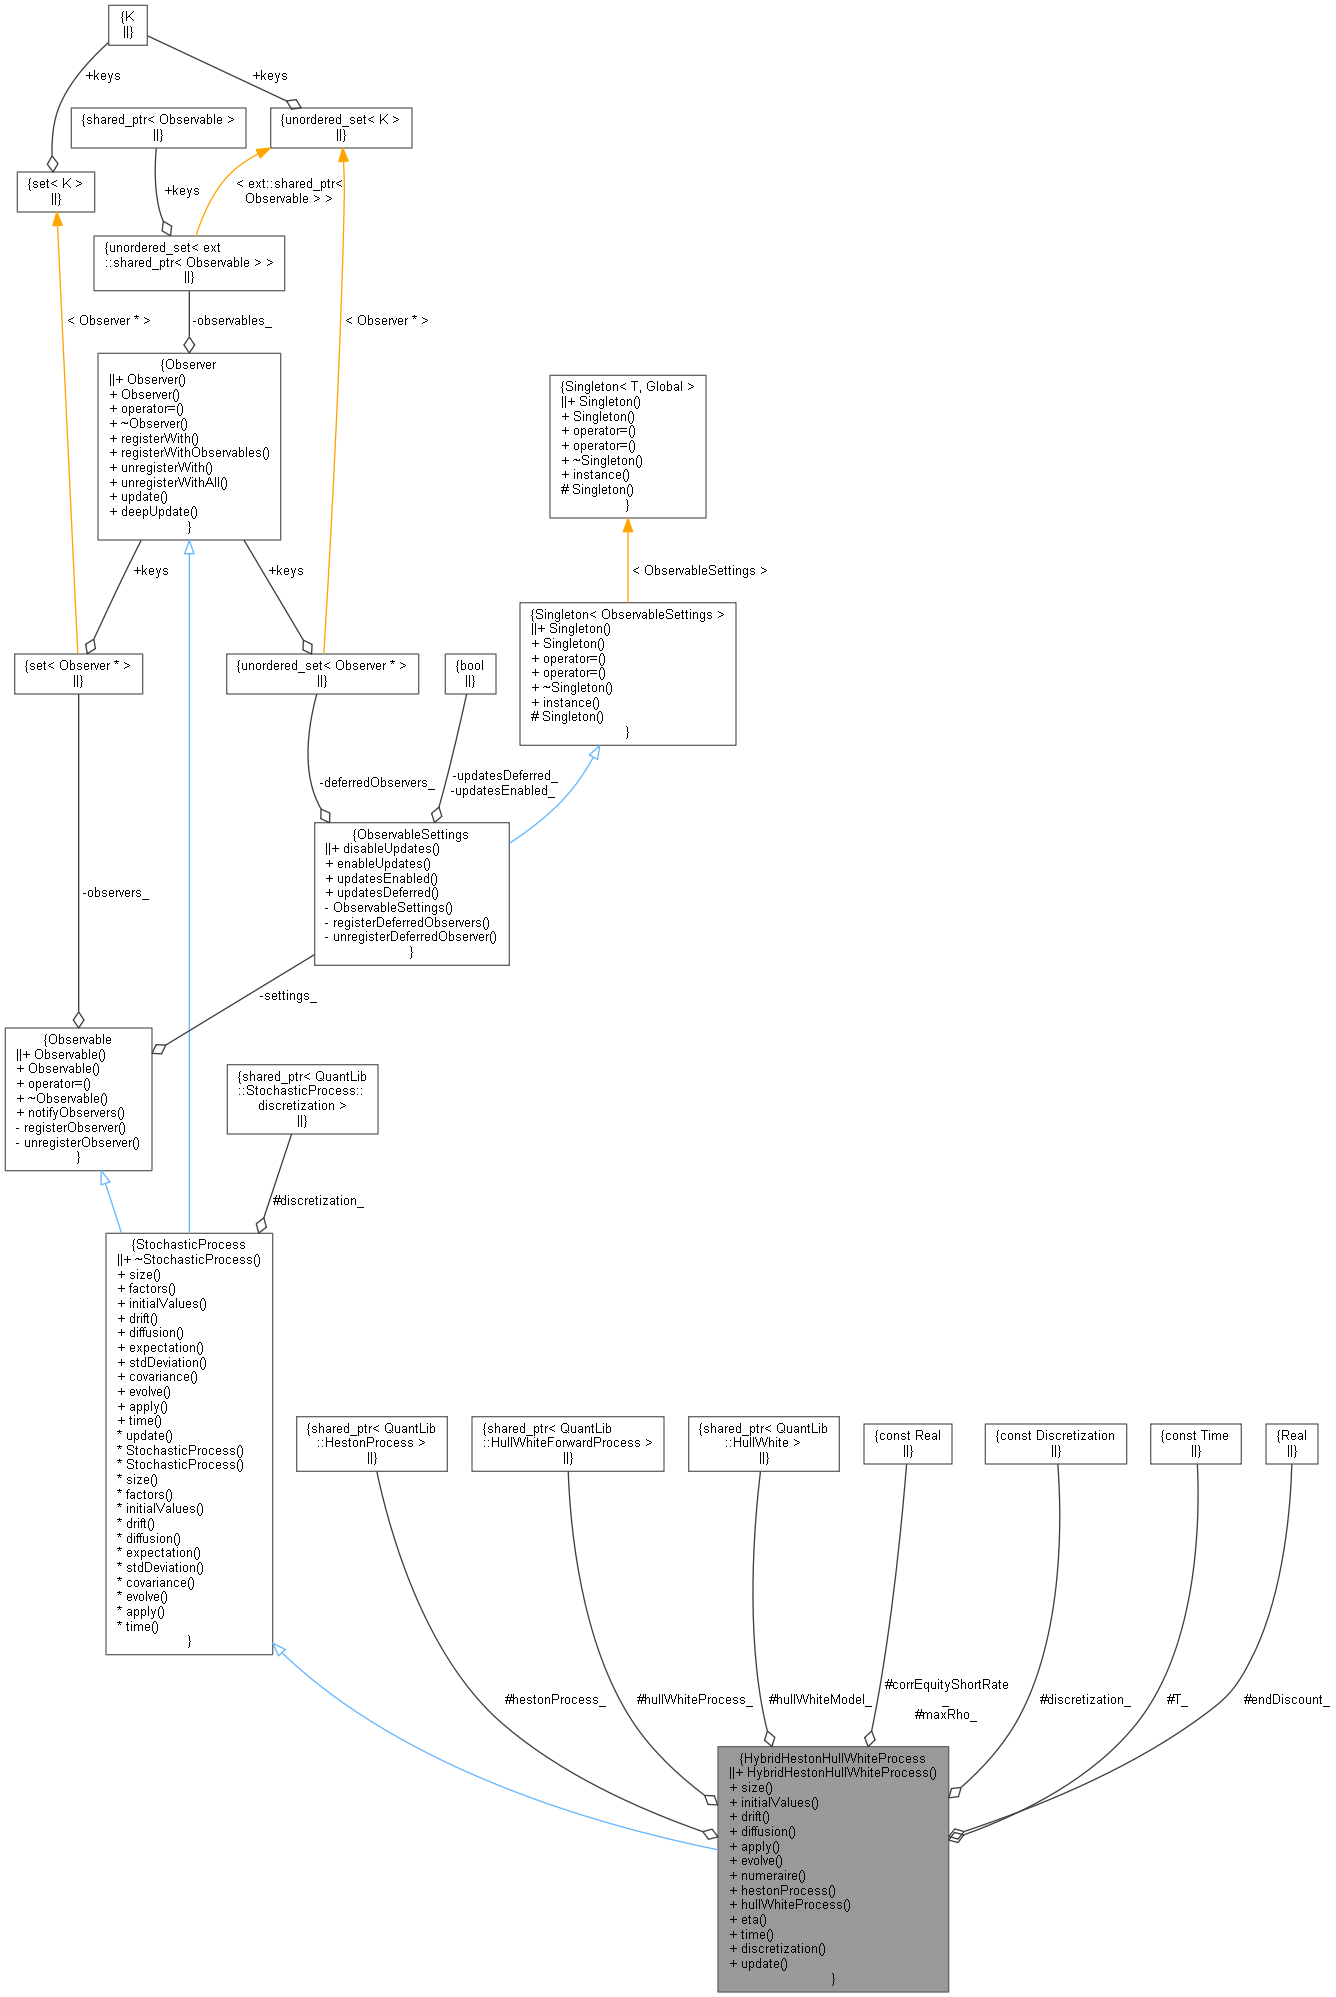 {K
||}
+keys
+keys
{shared_ptr< Observable >
||}
{unordered_set< K >
||}
{set< K >
||}
+keys
< ext::shared_ptr<
Observable > >
{unordered_set< ext
::shared_ptr< Observable > >
||}
< Observer * >
-observables_
< Observer * >
{Observer
||+ Observer()
+ Observer()
+ operator=()
+ ~Observer()
+ registerWith()
+ registerWithObservables()
+ unregisterWith()
+ unregisterWithAll()
+ update()
+ deepUpdate()
}
{Singleton< T, Global >
||+ Singleton()
+ Singleton()
+ operator=()
+ operator=()
+ ~Singleton()
+ instance()
# Singleton()
}
+keys
+keys
< ObservableSettings >
{set< Observer * >
||}
{unordered_set< Observer * >
||}
{bool
||}
{Singleton< ObservableSettings >
||+ Singleton()
+ Singleton()
+ operator=()
+ operator=()
+ ~Singleton()
+ instance()
# Singleton()
}
-deferredObservers_
-updatesDeferred_
-updatesEnabled_
{ObservableSettings
||+ disableUpdates()
+ enableUpdates()
+ updatesEnabled()
+ updatesDeferred()
- ObservableSettings()
- registerDeferredObservers()
- unregisterDeferredObserver()
}
-observers_
-settings_
{Observable
||+ Observable()
+ Observable()
+ operator=()
+ ~Observable()
+ notifyObservers()
- registerObserver()
- unregisterObserver()
}
{shared_ptr< QuantLib
::StochasticProcess::
discretization >
||}
#discretization_
{StochasticProcess
||+ ~StochasticProcess()
+ size()
+ factors()
+ initialValues()
+ drift()
+ diffusion()
+ expectation()
+ stdDeviation()
+ covariance()
+ evolve()
+ apply()
+ time()
* update()
* StochasticProcess()
* StochasticProcess()
* size()
* factors()
* initialValues()
* drift()
* diffusion()
* expectation()
* stdDeviation()
* covariance()
* evolve()
* apply()
* time()
}
{shared_ptr< QuantLib
::HestonProcess >
||}
{shared_ptr< QuantLib
::HullWhiteForwardProcess >
||}
{shared_ptr< QuantLib
::HullWhite >
||}
{const Real
||}
{const Discretization
||}
{const Time
||}
{Real
||}
#hestonProcess_
#hullWhiteProcess_
#hullWhiteModel_
#corrEquityShortRate
_
#maxRho_
#discretization_
#T_
#endDiscount_
{HybridHestonHullWhiteProcess
||+ HybridHestonHullWhiteProcess()
+ size()
+ initialValues()
+ drift()
+ diffusion()
+ apply()
+ evolve()
+ numeraire()
+ hestonProcess()
+ hullWhiteProcess()
+ eta()
+ time()
+ discretization()
+ update()
}